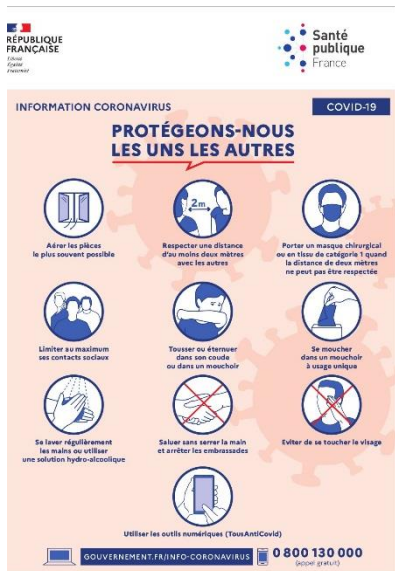 RÉPUBLIQUE
FRANÇAISE
Liberté
Égalité
Fraternité
Santé
publique
France
INFORMATION CORONAVIRUS
COVID-19
PROTÉGEONS-NOUS
LES UNS LES AUTRES
Aérer les pièces
le plus souvent possible
2m
Respecter une distance
d'au moins deux mètres
avec les autres
Porter un masque chirurgical
ou en tissu de catégorie 1 quand
la distance de deux mètres
ne peut pas être respectée
Limiter au maximum
ses contacts sociaux
Tousser ou éternuer
dans son coude
ou dans un mouchoir
Se moucher
dans un mouchoir
à usage unique
Se laver régulièrement
les mains ou utiliser
une solution hydro-alcoolique
Saluer sans serrer la main
et arrêter les embrassades
Eviter de se toucher le visage
Utiliser les outils numériques (TousAntiCovid)
GOUVERNEMENT.FR/INFO-CORONAVIRUS
0 800 130 000
(appel gratuit)